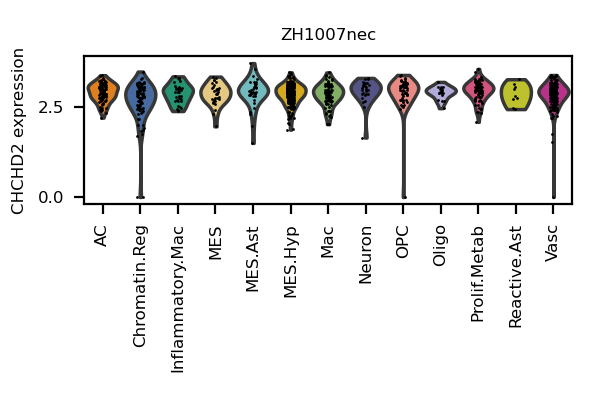 ZH1007nec
CHCHD2 expression
2.5
0.0
AC
Chromatin.Reg
Inflammatory.Mac
MES
MES.Ast
MES.Hyp
Mac
Neuron
OPC
Oligo
Prolif.Metab
Reactive.Ast
Vasc